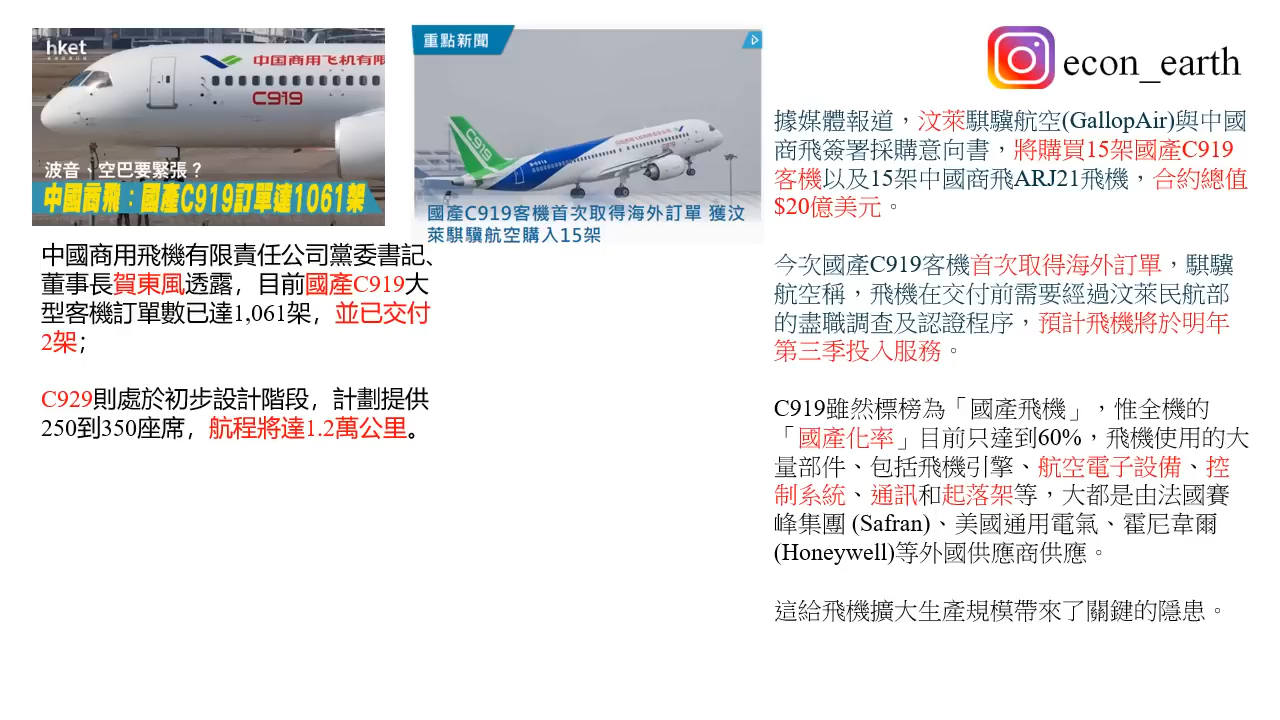 hket
中国商用飞机有限
C919
波音、空巴要緊張？
中國商飛：國產C919訂單達1061架
中國商用飛機有限責任公司黨委書記、
董事長賀東風透露，目前國產C919大
型客機訂單數已達1,061架，並已交付
2架；
C929則處於初步設計階段，計劃提供
250到350座席，航程將達1.2萬公里。
重點新聞
C919
國產C919客機首次取得海外訂單 獲汶
萊騏驥航空購入15架
econ_earth
據媒體報道，汶萊騏驥航空(GallopAir)與中國
商飛簽署採購意向書，將購買15架國產C919
客機以及15架中國商飛ARJ21飛機，合約總值
$20億美元。
今次國產C919客機首次取得海外訂單，騏驥
航空稱，飛機在交付前需要經過汶萊民航部
的盡職調查及認證程序，預計飛機將於明年
第三季投入服務。
C919雖然標榜為「國產飛機」，惟全機的
「國產化率」目前只達到60%，飛機使用的大
量部件、包括飛機引擎、航空電子設備、控
制系統、通訊和起落架等，大都是由法國賽
峰集團 (Safran)、美國通用電氣、霍尼韋爾
(Honeywell)等外國供應商供應。
這給飛機擴大生產規模帶來了關鍵的隱患。